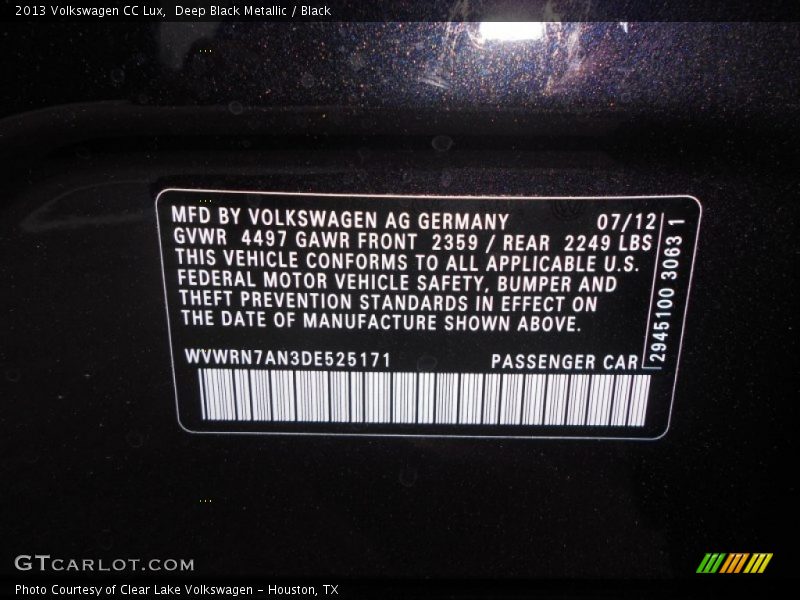 2013 Volkswagen CC Lux,  Deep Black Metallic / Black
MFD BY VOLKSWAGEN AG GERMANY 07/12
GVWR 4497 GAWR FRONT 2359 / REAR 2249 LBS
THIS VEHICLE CONFORMS TO ALL APPLICABLE U.S.
FEDERAL MOTOR VEHICLE SAFETY, BUMPER AND
THEFT PREVENTION STANDARDS IN EFFECT ON
THE DATE OF MANUFACTURE SHOWN ABOVE.
WVWRN7AN3DE525171 PASSENGER CAR
2945100 3063 1
GTCARLOT.COM
Photo Courtesy of Clear Lake Volkswagen - Houston, TX